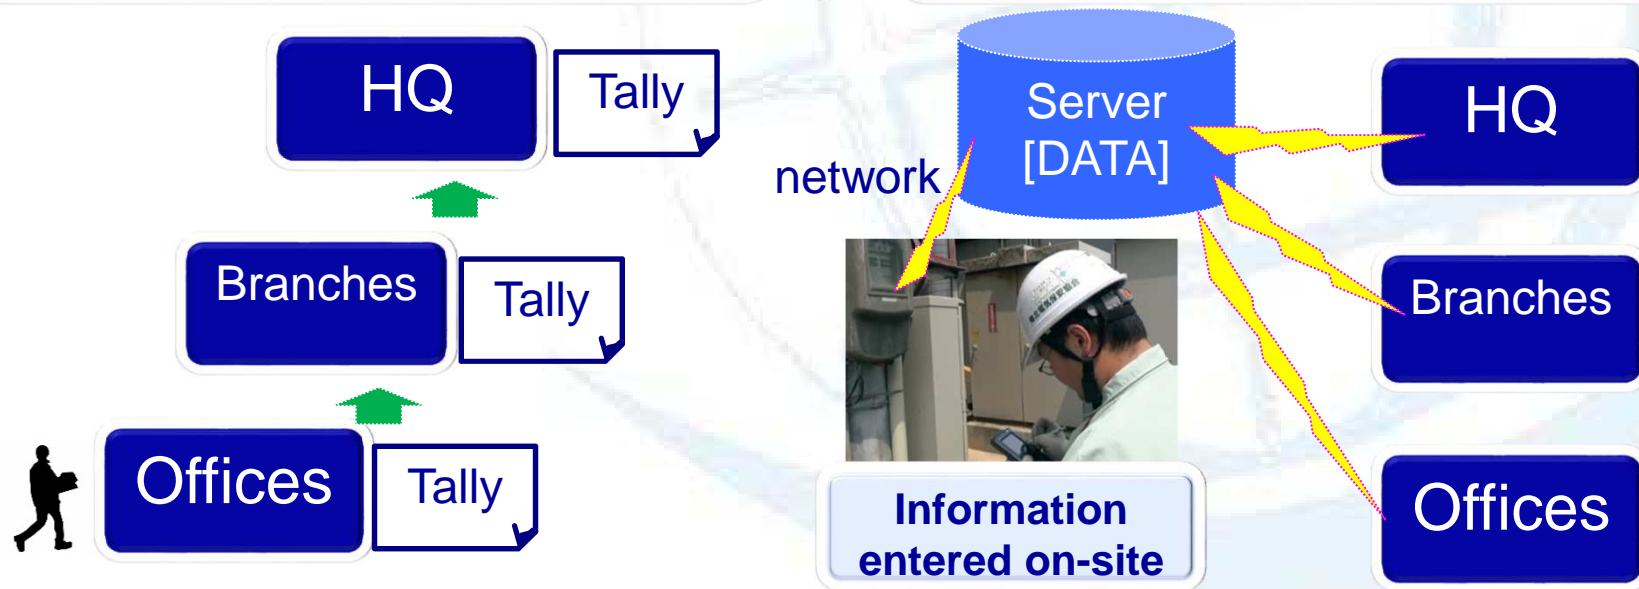 HQ
Tally
Branches
Tally
Offices
Tally
Server
[DATA]
network
Information
entered on-site
HQ
Branches
Offices